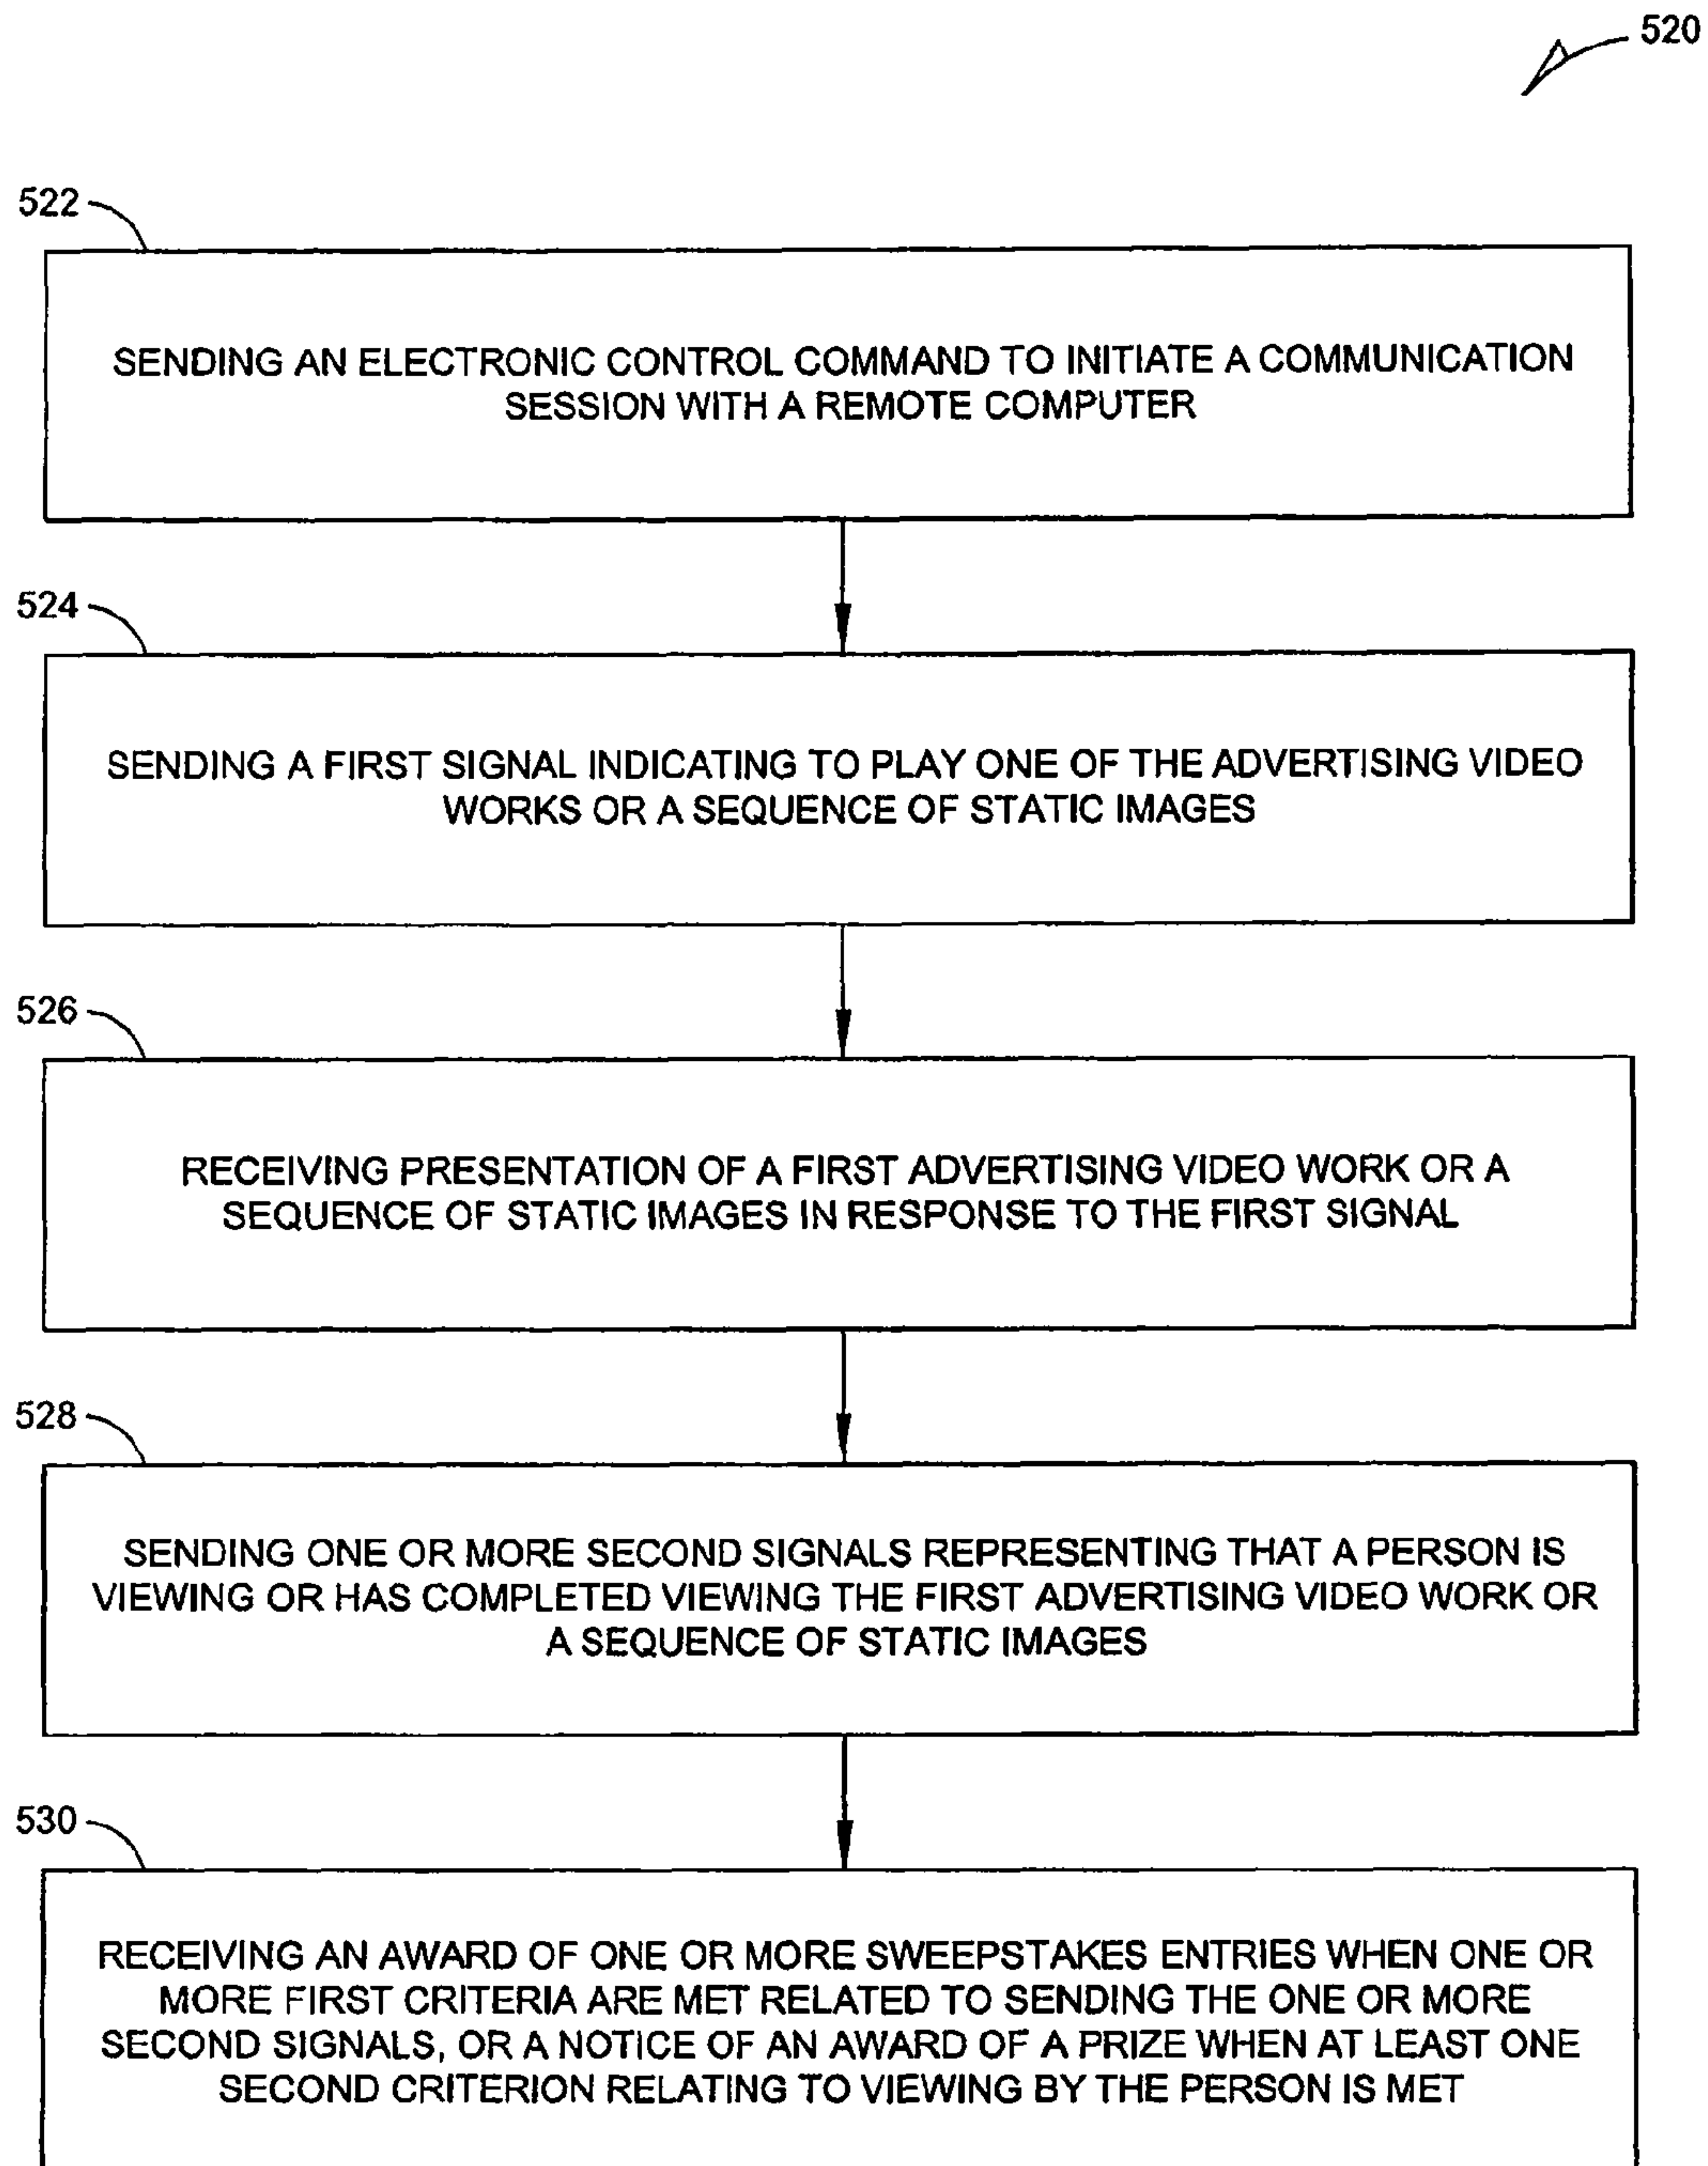 520
522
SENDING AN ELECTRONIC CONTROL COMMAND TO INITIATE A COMMUNICATION
SESSION WITH A REMOTE COMPUTER
524
SENDING A FIRST SIGNAL INDICATING TO PLAY ONE OF THE ADVERTISING VIDEO
WORKS OR A SEQUENCE OF STATIC IMAGES
526
RECEIVING PRESENTATION OF A FIRST ADVERTISING VIDEO WORK OR A
SEQUENCE OF STATIC IMAGES IN RESPONSE TO THE FIRST SIGNAL
528
SENDING ONE OR MORE SECOND SIGNALS REPRESENTING THAT A PERSON IS
VIEWING OR HAS COMPLETED VIEWING THE FIRST ADVERTISING VIDEO WORK OR
A SEQUENCE OF STATIC IMAGES
530
RECEIVING AN AWARD OF ONE OR MORE SWEEPSTAKES ENTRIES WHEN ONE OR
MORE FIRST CRITERIA ARE MET RELATED TO SENDING THE ONE OR MORE
SECOND SIGNALS, OR A NOTICE OF AN AWARD OF A PRIZE WHEN AT LEAST ONE
SECOND CRITERION RELATING TO VIEWING BY THE PERSON IS MET